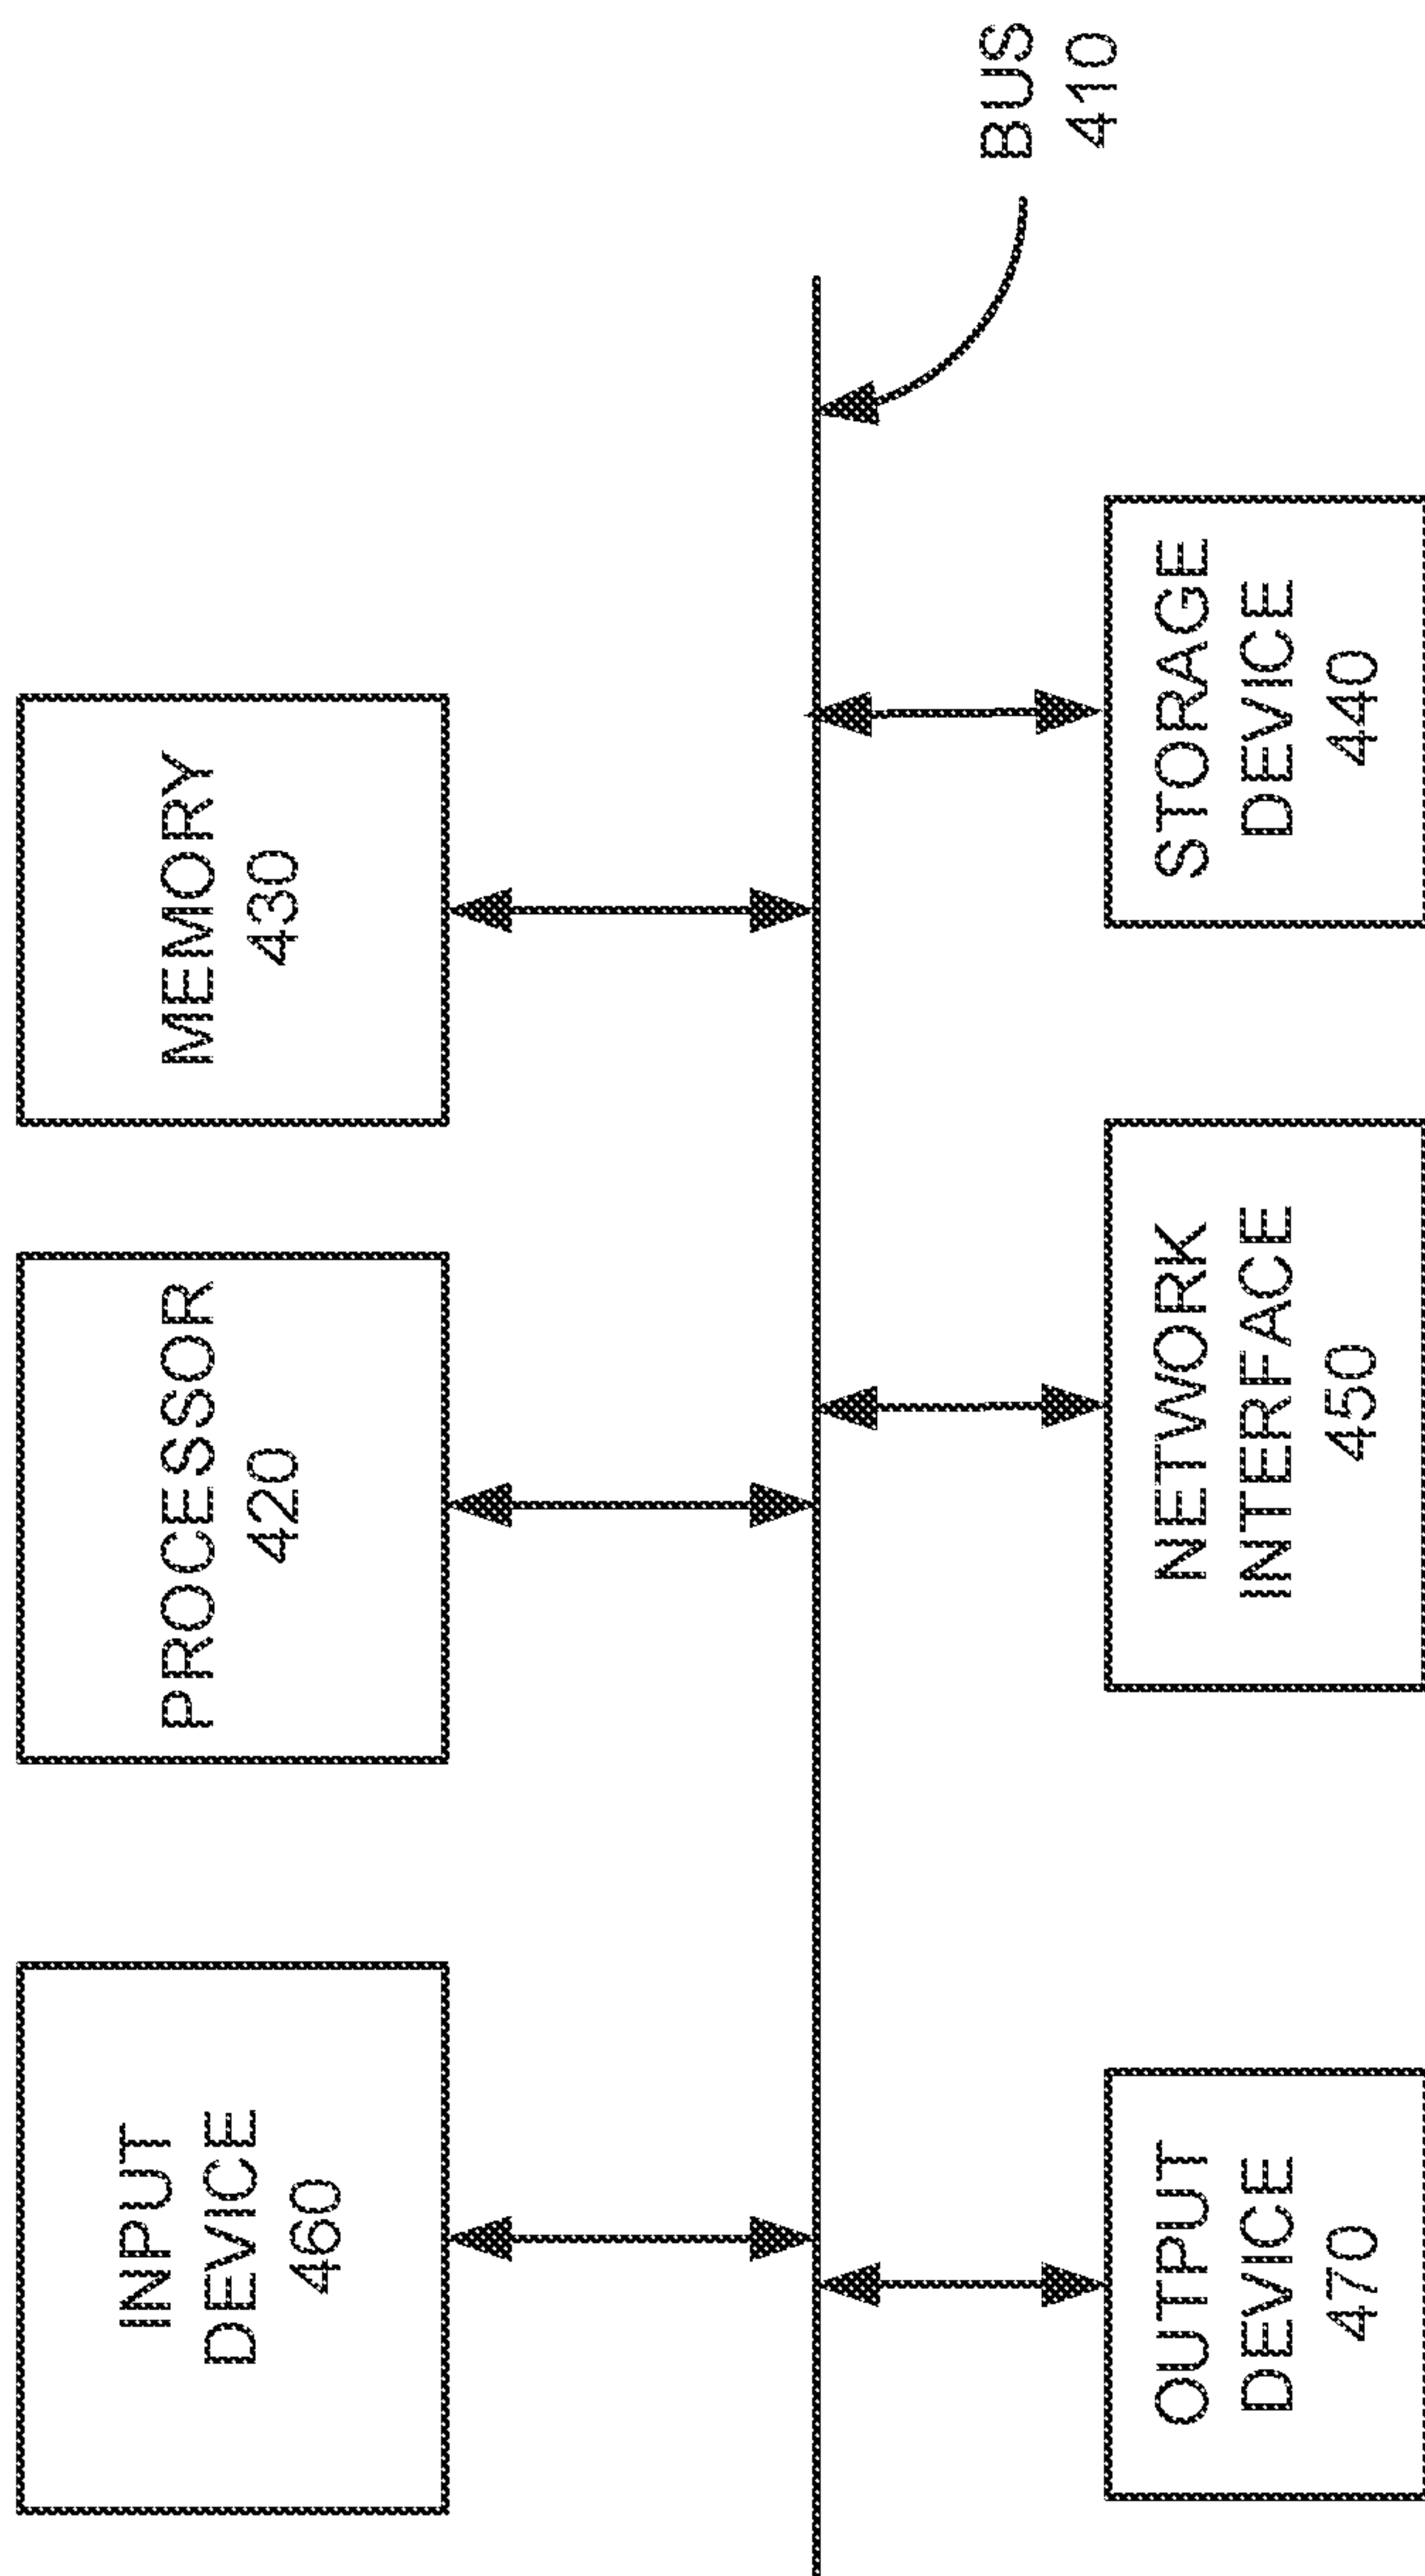 INPUT
DEVICE
460
PROCESSOR
420
MEMORY
430
BUS
410
OUTPUT
DEVICE
470
NETWORK
INTERFACE
450
STORAGE
DEVICE
440